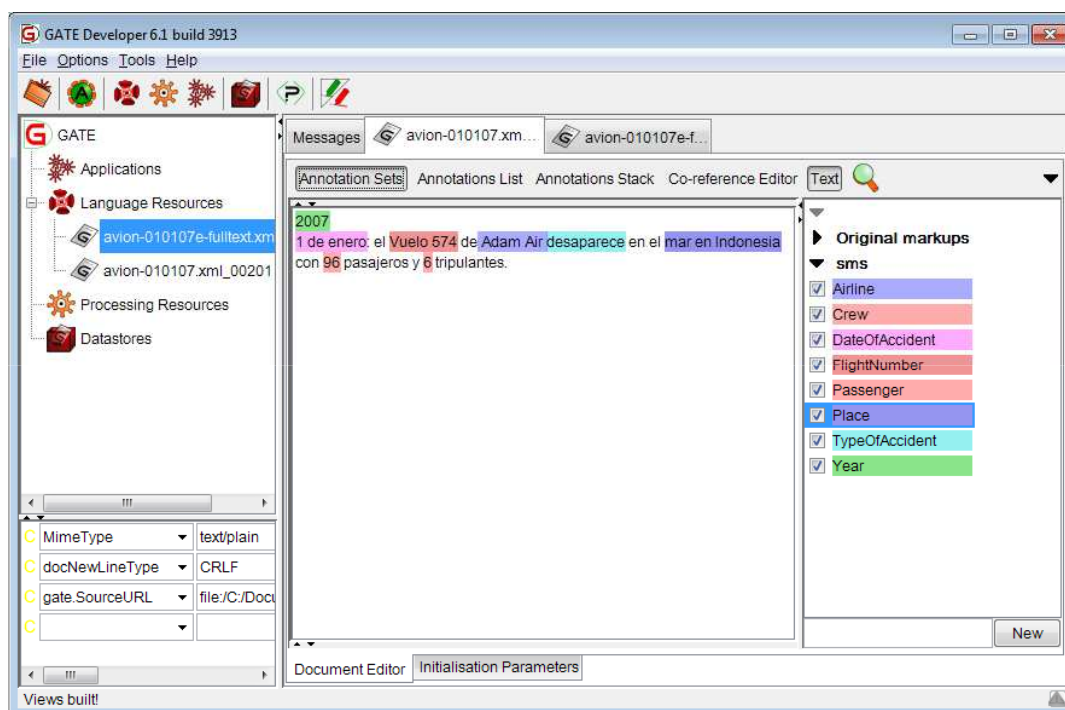 GATE Developer 6.1 build 3913
File Options Tools Help
GATE
Applications
Language Resources
avion-010107e-fulltext.xm
avion-010107.xml_00201
Processing Resources
Datastores
MimeType text/plain
docNewLineType CRLF
gate.SourceURL file:/C:/Docu
Messages avion-010107.xm... avion-010107e-f...
Annotation Sets Annotations List Annotations Stack Co-reference Editor Text
2007
1 de enero: el Vuelo 574 de Adam Air desaparece en el mar en Indonesia
con 96 pasajeros y 6 tripulantes.
Original markups
sms
Airline
Crew
DateOfAccident
FlightNumber
Passenger
Place
TypeOfAccident
Year
New
Document Editor Initialisation Parameters
Views built!